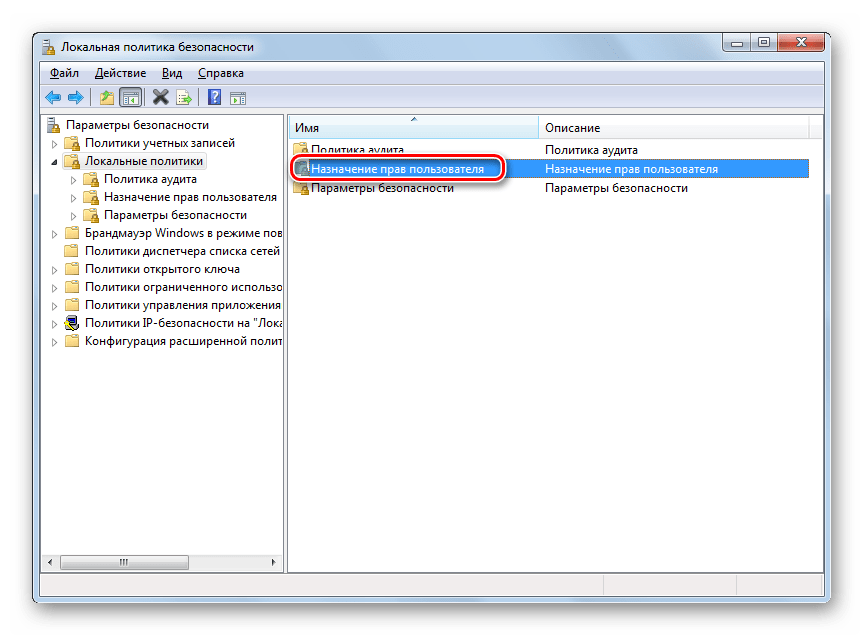 Локальная политика безопасности
Файл Действие Вид Справка
Параметры безопасности
Политики учетных записей
Локальные политики
Политика аудита
Назначение прав пользователя
Параметры безопасности
Брандмауэр Windows в режиме пов
Политики диспетчера списка сетей
Политики открытого ключа
Политики ограниченного использо
Политики управления приложения
Политики IP-безопасности на "Лока
Конфигурация расширенной полит
Имя Описание
Политика аудита Политика аудита
Назначение прав пользователя Назначение прав пользователя
Параметры безопасности Параметры безопасности